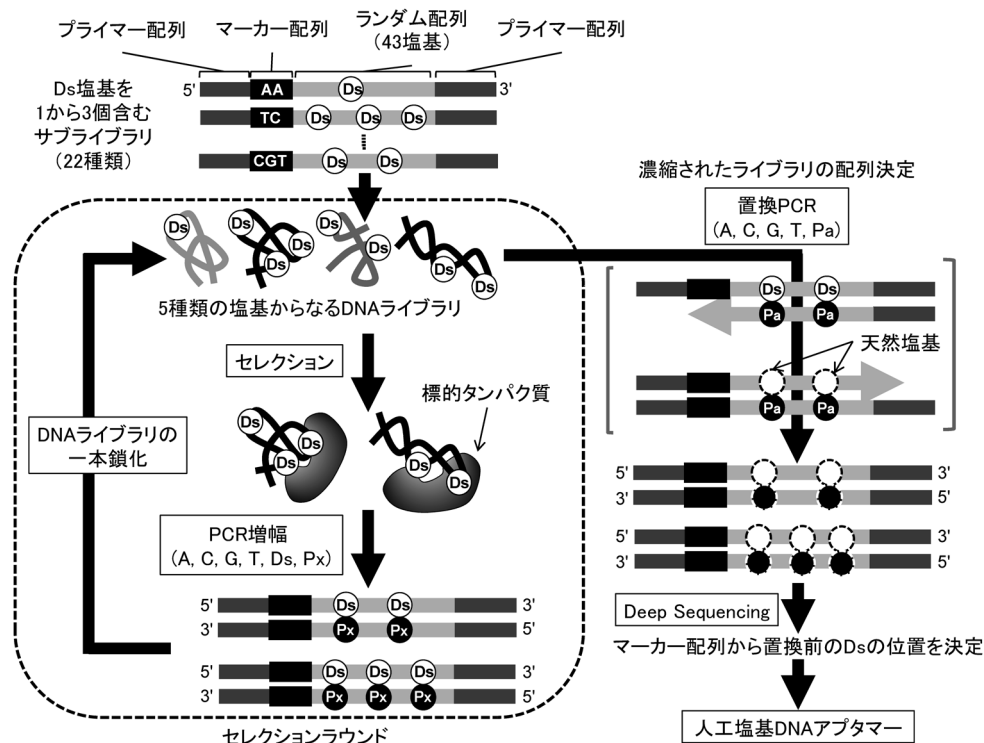 プライマー配列
マーカー配列
ランダム配列
(43塩基)
プライマー配列
Ds塩基を
1から3個含む
サブライブラリ
(22種類)
5' AA Ds 3'
TC Ds Ds Ds
CGT Ds Ds
Ds Ds Ds Ds Ds Ds Ds Ds
5種類の塩基からなるDNAライブラリ
セレクション
標的タンパク質
Ds Ds Ds Ds
DNAライブラリの
一本鎖化
PCR増幅
(A, C, G, T, Ds, Px)
5' Ds Ds 3'
3' Px Px 5'
5' Ds Ds Ds 3'
3' Px Px Px 5'
セレクションラウンド
濃縮されたライブラリの配列決定
置換PCR
(A, C, G, T, Pa)
Ds Ds
Pa Pa
天然塩基
Pa Pa
5' 3'
3' 5'
5' 3'
3' 5'
Deep Sequencing
マーカー配列から置換前のDsの位置を決定
人工塩基DNAアプタマー